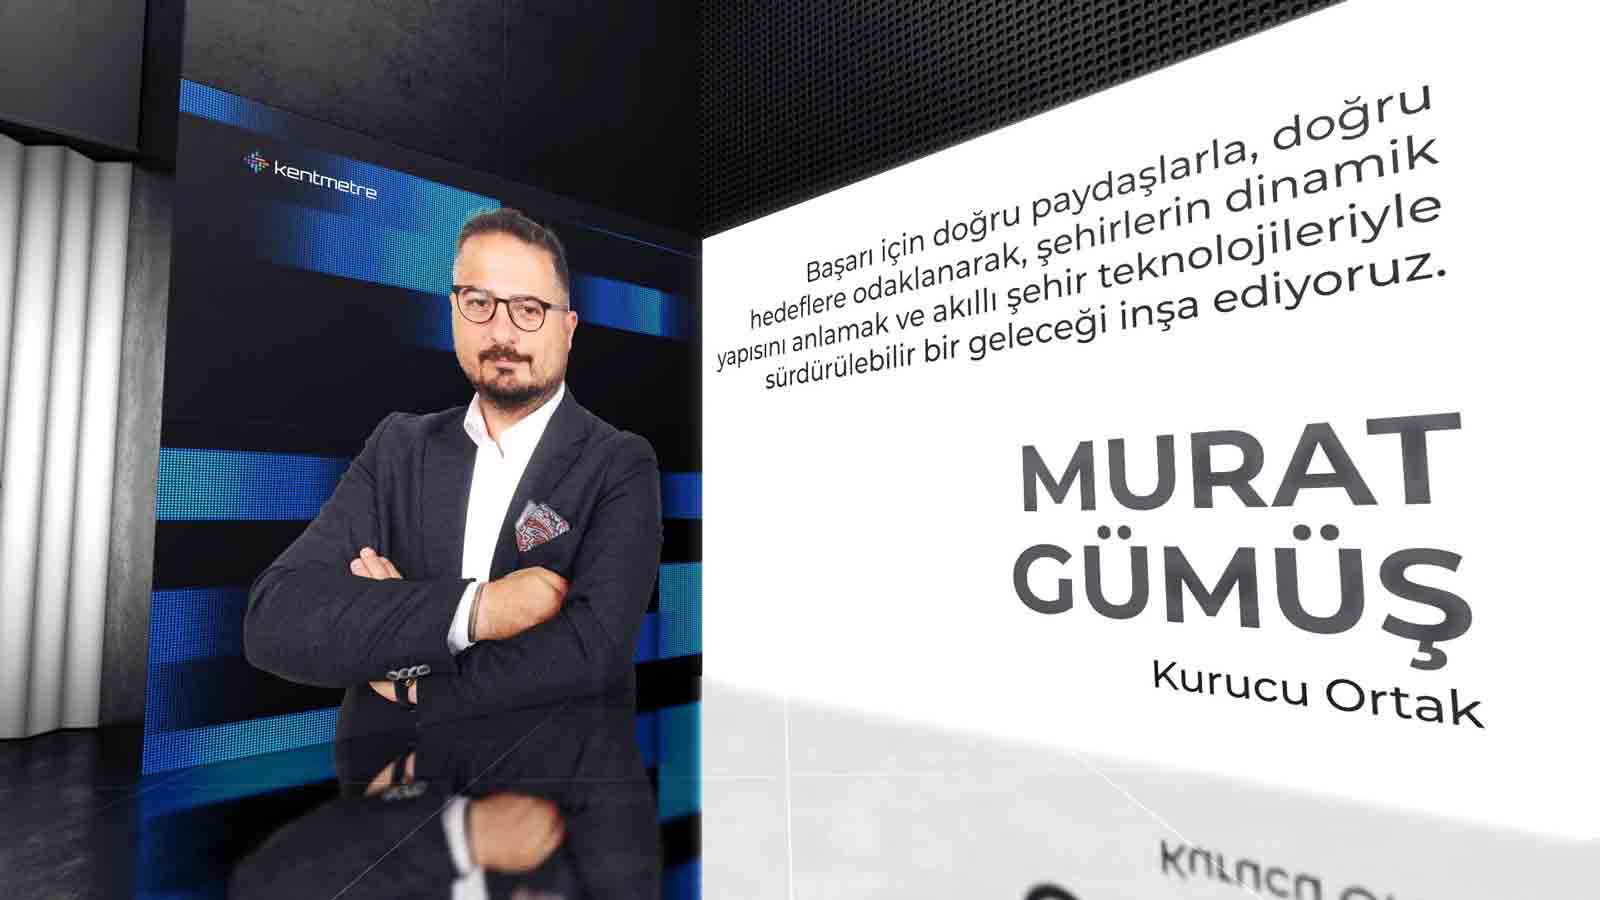 kentmetre
Başarı için doğru paydaşlarla, doğru
hedeflere odaklanarak, şehirlerin dinamik
yapısını anlamak ve akıllı şehir teknolojileriyle
sürdürülebilir bir geleceği inşa ediyoruz.
MURAT
GÜMÜŞ
Kurucu Ortak